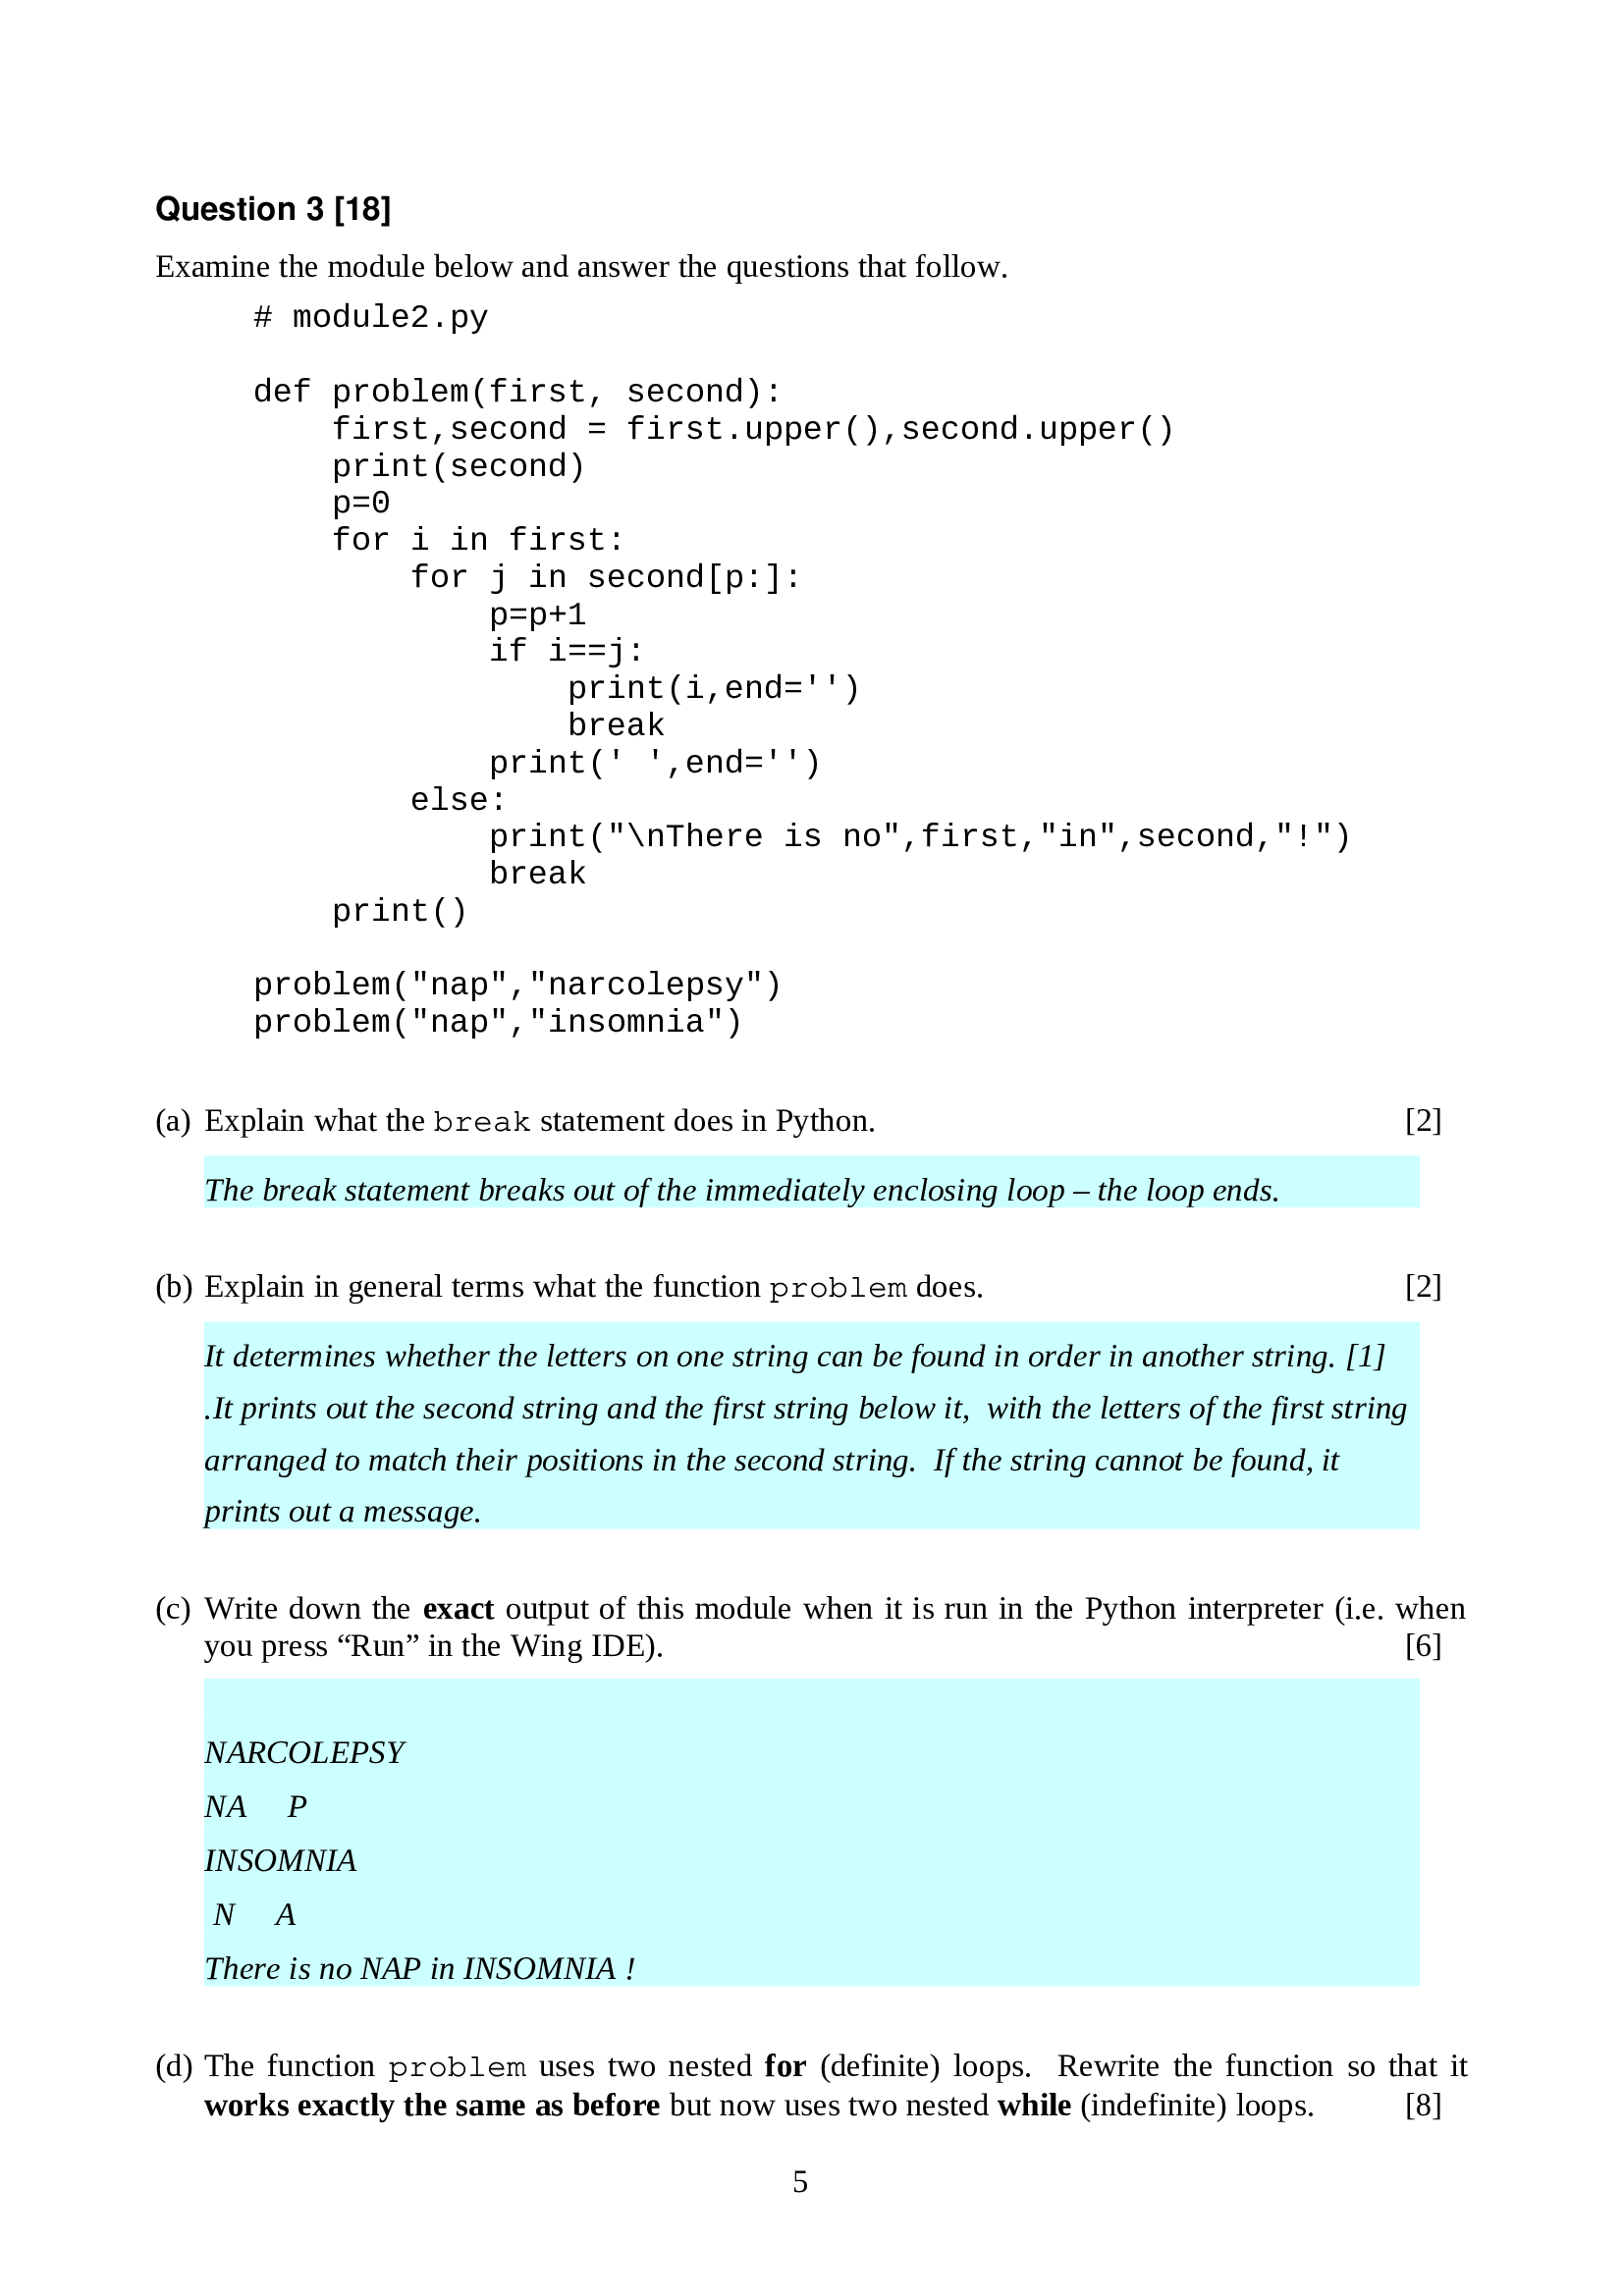 Question 3 [18]
Examine the module below and answer the questions that follow.
# module2.py
def problem(first, second):
    first,second = first.upper(),second.upper()
    print(second)
    p=0
    for i in first:
        for j in second[p:]:
            p=p+1
            if i==j:
                print(i,end='')
                break
            print(' ',end='')
        else:
            print("\nThere is no",first,"in",second,"!")
            break
    print()
problem("nap","narcolepsy")
problem("nap","insomnia")
(a) Explain what the break statement does in Python. [2]
The break statement breaks out of the immediately enclosing loop – the loop ends.
(b) Explain in general terms what the function problem does. [2]
It determines whether the letters on one string can be found in order in another string. [1]
.It prints out the second string and the first string below it,  with the letters of the first string
arranged to match their positions in the second string.  If the string cannot be found, it
prints out a message.
(c) Write down the exact output of this module when it is run in the Python interpreter (i.e. when
you press “Run” in the Wing IDE). [6]
NARCOLEPSY
NA     P
INSOMNIA
 N     A
There is no NAP in INSOMNIA !
(d) The function problem uses two nested for (definite) loops.  Rewrite the function so that it
works exactly the same as before but now uses two nested while (indefinite) loops. [8]
5